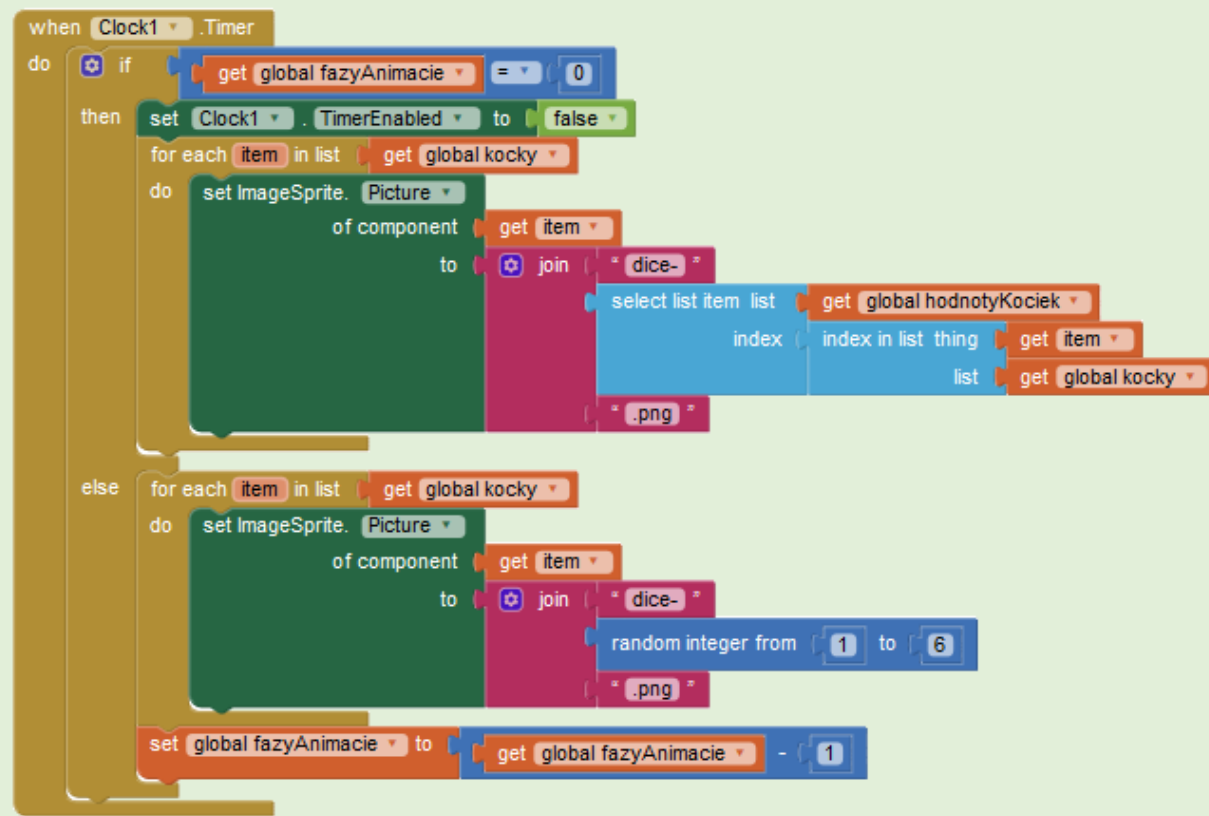 when Clock1 .Timer
do if get global fazyAnimacie = 0
then set Clock1 . TimerEnabled to false
for each item in list get global kocky
do set ImageSprite. Picture
of component get item
to join " dice- "
select list item list get global hodnotyKociek
index index in list thing get item
list get global kocky
" .png "
else for each item in list get global kocky
do set ImageSprite. Picture
of component get item
to join " dice- "
random integer from 1 to 6
" .png "
set global fazyAnimacie to get global fazyAnimacie - 1